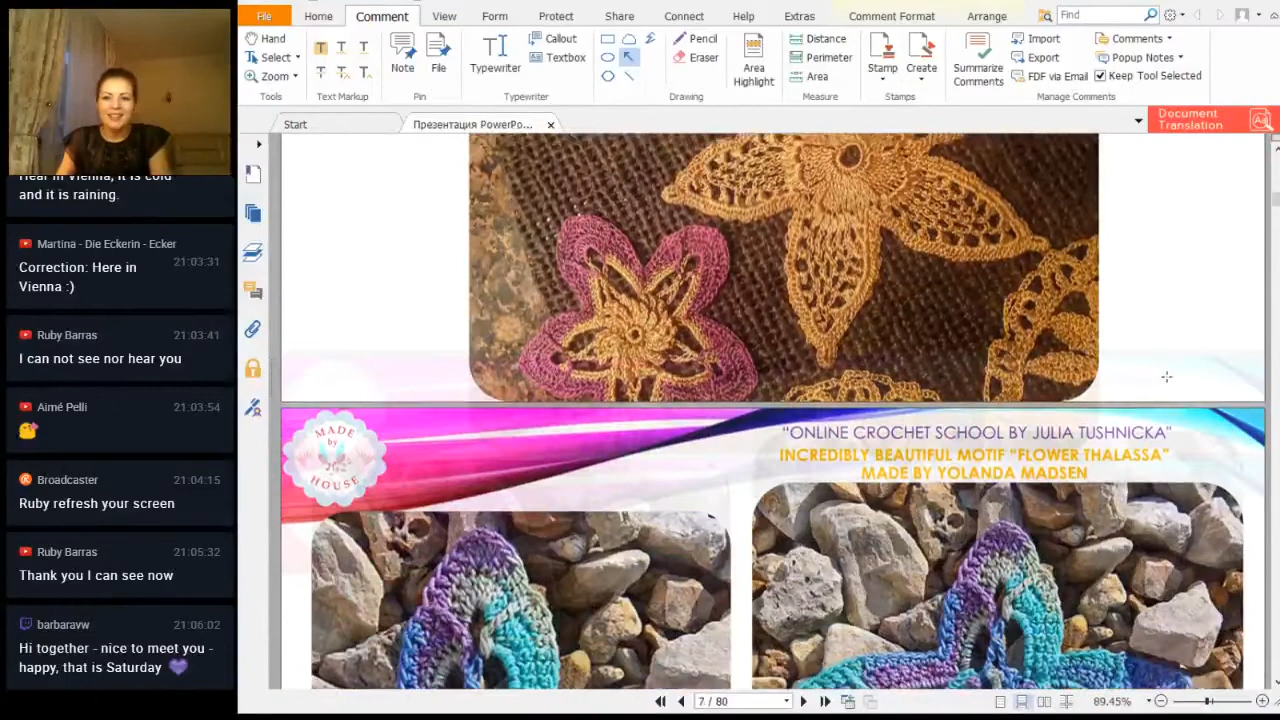 File Home Comment View Form Protect Share Connect Help Extras Comment Format Arrange Find
Hand
Select
Zoom
Tools
Text Markup
Note
File
Pin
Typewriter
Callout
Textbox
Typewriter
Pencil
Eraser
Drawing
Area
Highlight
Distance
Perimeter
Area
Measure
Stamp
Create
Stamps
Summarize
Comments
Import
Export
FDF via Email
Comments
Popup Notes
Keep Tool Selected
Manage Comments
Start
Презентация PowerPo...
Document
Translation
and it is raining.
Martina - Die Eckerin - Ecker
21:03:31
Correction: Here in
Vienna :)
Ruby Barras 21:03:41
I can not see nor hear you
Aimé Pelli 21:03:54
Broadcaster 21:04:15
Ruby refresh your screen
Ruby Barras 21:05:32
Thank you I can see now
barbaravw 21:06:02
Hi together - nice to meet you -
happy, that is Saturday
MADE
by
HOUSE
"ONLINE CROCHET SCHOOL BY JULIA TUSHNICKA"
INCREDIBLY BEAUTIFUL MOTIF "FLOWER THALASSA"
MADE BY YOLANDA MADSEN
7 / 80
89.45%